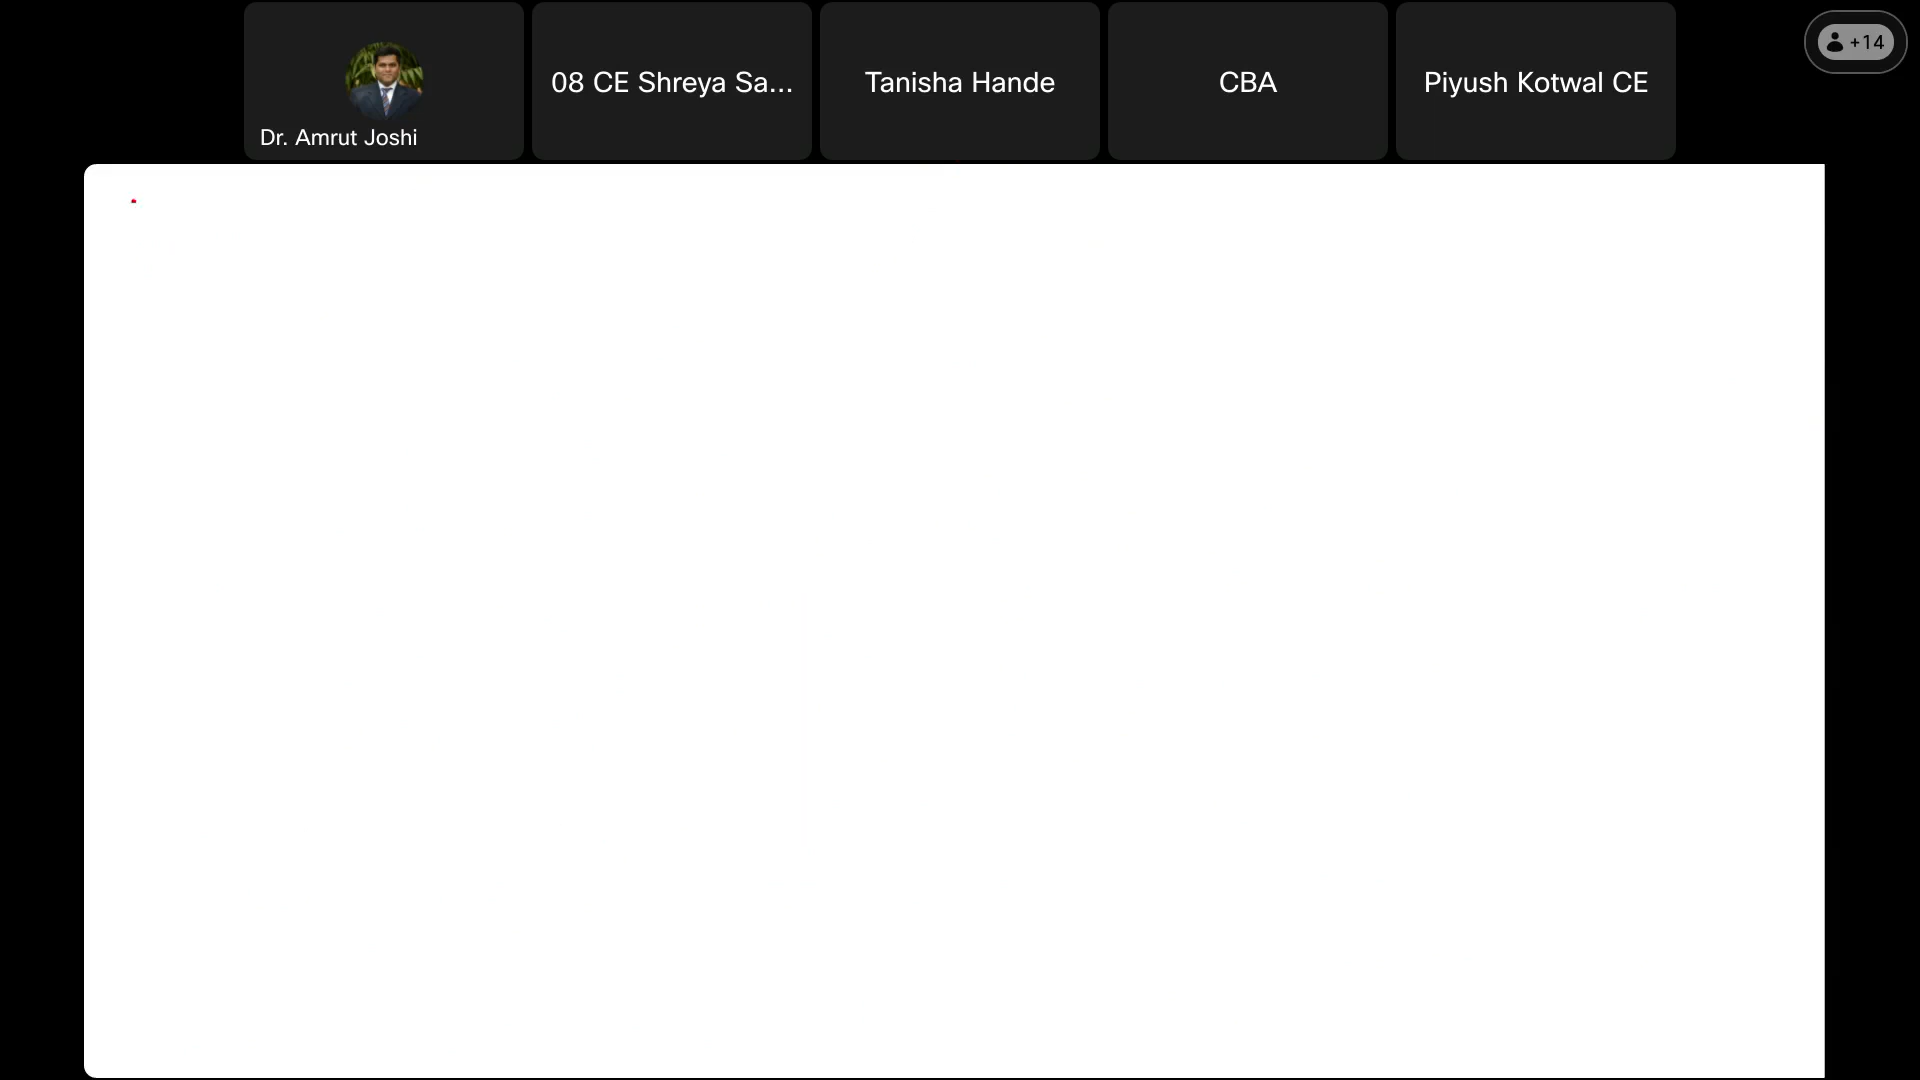 08 CE Shreya Sa...
Tanisha Hande
CBA
Piyush Kotwal CE
+14
Dr. Amrut Joshi